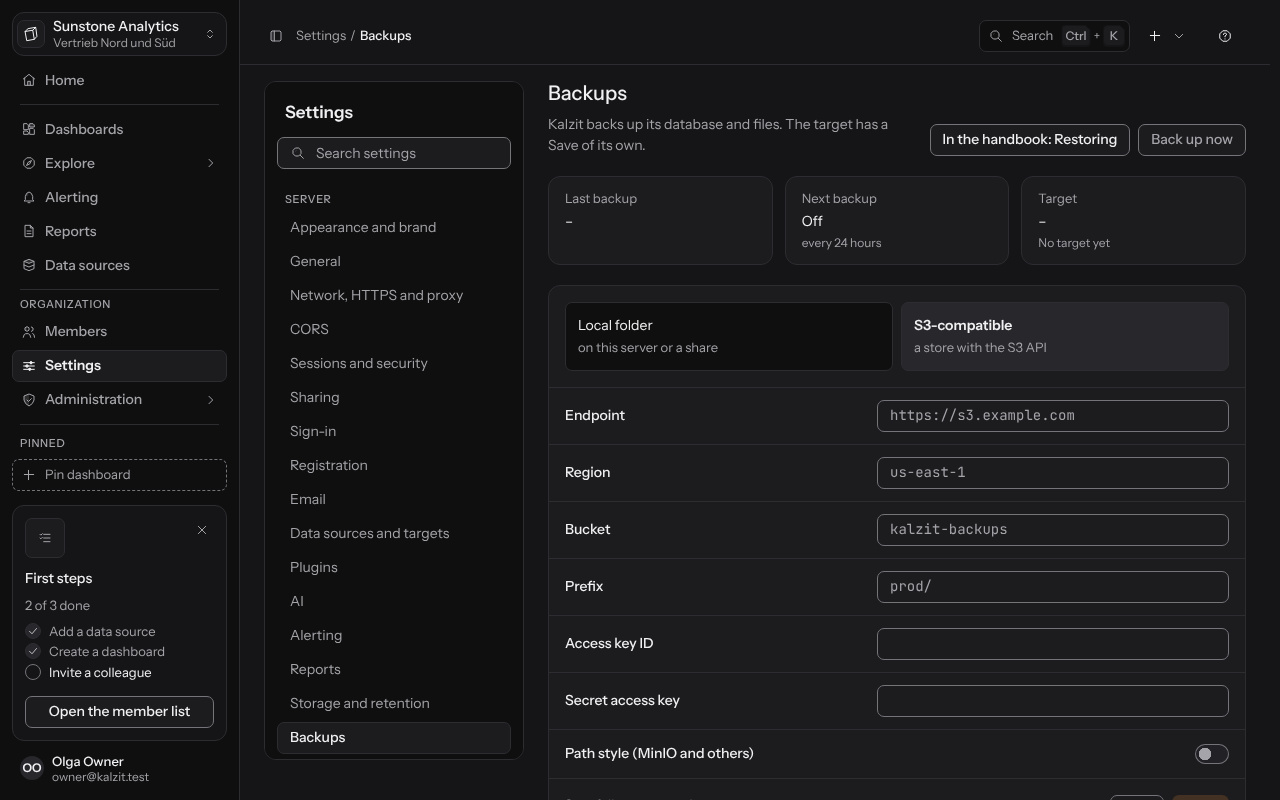 Sunstone Analytics
Vertrieb Nord und Süd
Home
Dashboards
Explore
Alerting
Reports
Data sources
ORGANIZATION
Members
Settings
Administration
PINNED
Pin dashboard
First steps
2 of 3 done
Add a data source
Create a dashboard
Invite a colleague
Open the member list
OO
Olga Owner
owner@kalzit.test
Settings / Backups
Search Ctrl + K
Settings
Search settings
SERVER
Appearance and brand
General
Network, HTTPS and proxy
CORS
Sessions and security
Sharing
Sign-in
Registration
Email
Data sources and targets
Plugins
AI
Alerting
Reports
Storage and retention
Backups
Backups
Kalzit backs up its database and files. The target has a
Save of its own.
In the handbook: Restoring
Back up now
Last backup
–
Next backup
Off
every 24 hours
Target
–
No target yet
Local folder
on this server or a share
S3-compatible
a store with the S3 API
Endpoint
https://s3.example.com
Region
us-east-1
Bucket
kalzit-backups
Prefix
prod/
Access key ID
Secret access key
Path style (MinIO and others)